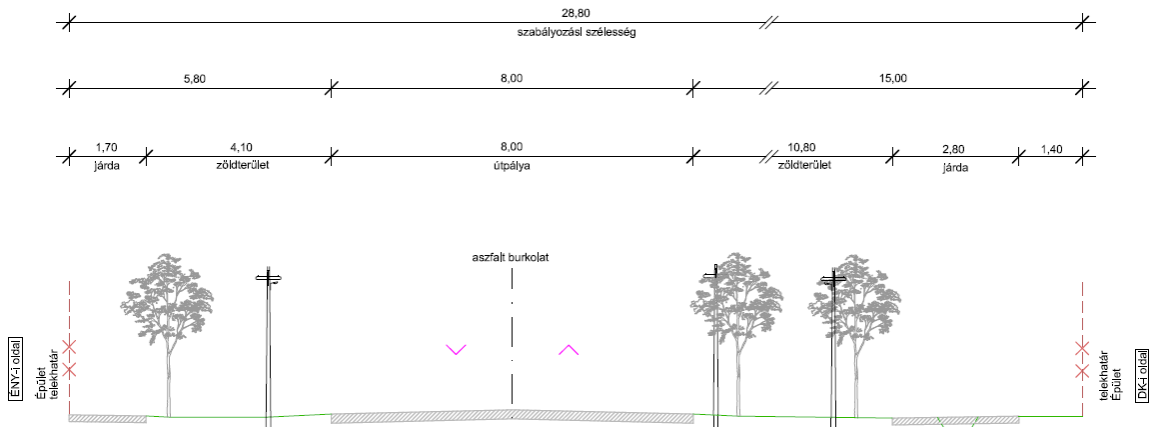 28,80
szabályozási szélesség
5,80
8,00
15,00
1,70
4,10
8,00
10,80
2,80
1,40
járda
zöldterület
útpálya
zöldterület
járda
aszfalt burkolat
ÉNY-i oldal
Épület
telekhatár
telekhatár
Épület
DK-i oldal